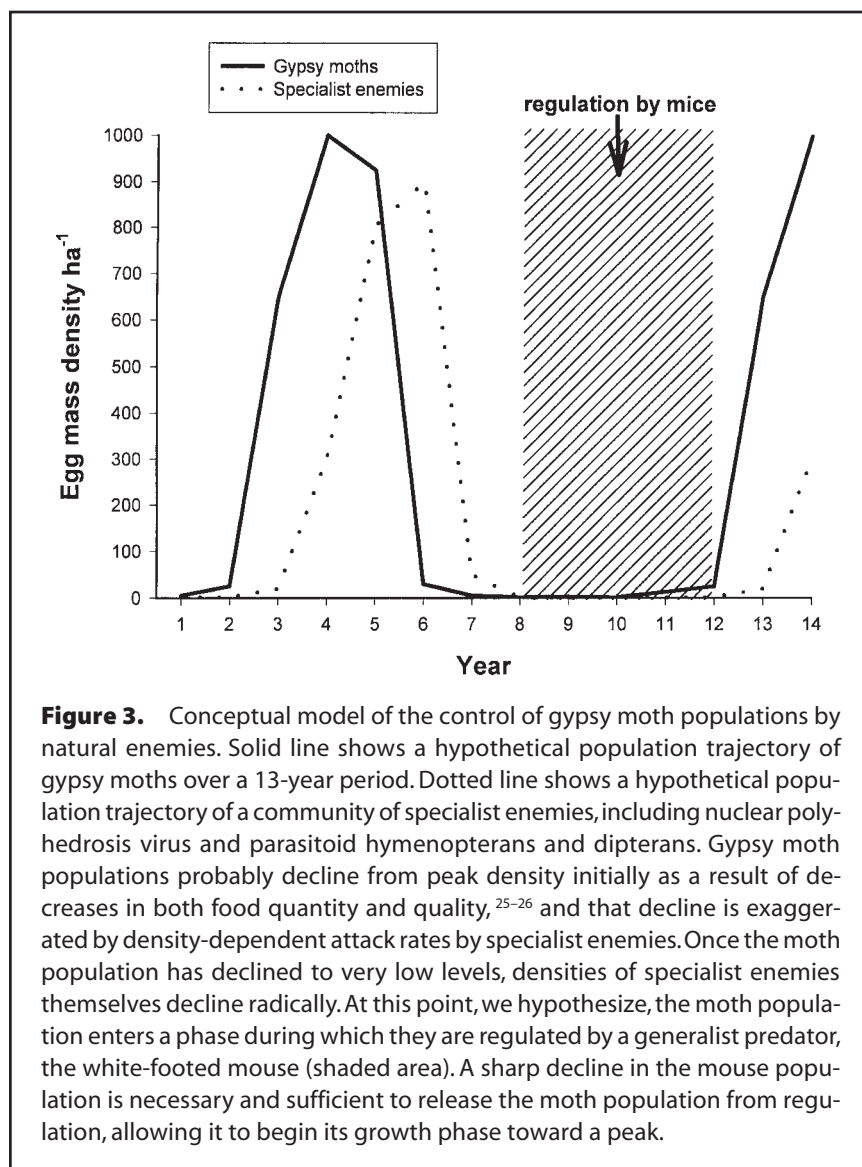 Gypsy moths
Specialist enemies
regulation by mice
1000
900
800
700
600
500
400
300
200
100
0
Egg mass density ha⁻¹
1 2 3 4 5 6 7 8 9 10 11 12 13 14
Year
Figure 3. Conceptual model of the control of gypsy moth populations by
natural enemies. Solid line shows a hypothetical population trajectory of
gypsy moths over a 13-year period. Dotted line shows a hypothetical popu-
lation trajectory of a community of specialist enemies, including nuclear poly-
hedrosis virus and parasitoid hymenopterans and dipterans. Gypsy moth
populations probably decline from peak density initially as a result of de-
creases in both food quantity and quality, ²⁵⁻²⁶ and that decline is exagger-
ated by density-dependent attack rates by specialist enemies. Once the moth
population has declined to very low levels, densities of specialist enemies
themselves decline radically. At this point, we hypothesize, the moth popula-
tion enters a phase during which they are regulated by a generalist predator,
the white-footed mouse (shaded area). A sharp decline in the mouse popu-
lation is necessary and sufficient to release the moth population from regu-
lation, allowing it to begin its growth phase toward a peak.